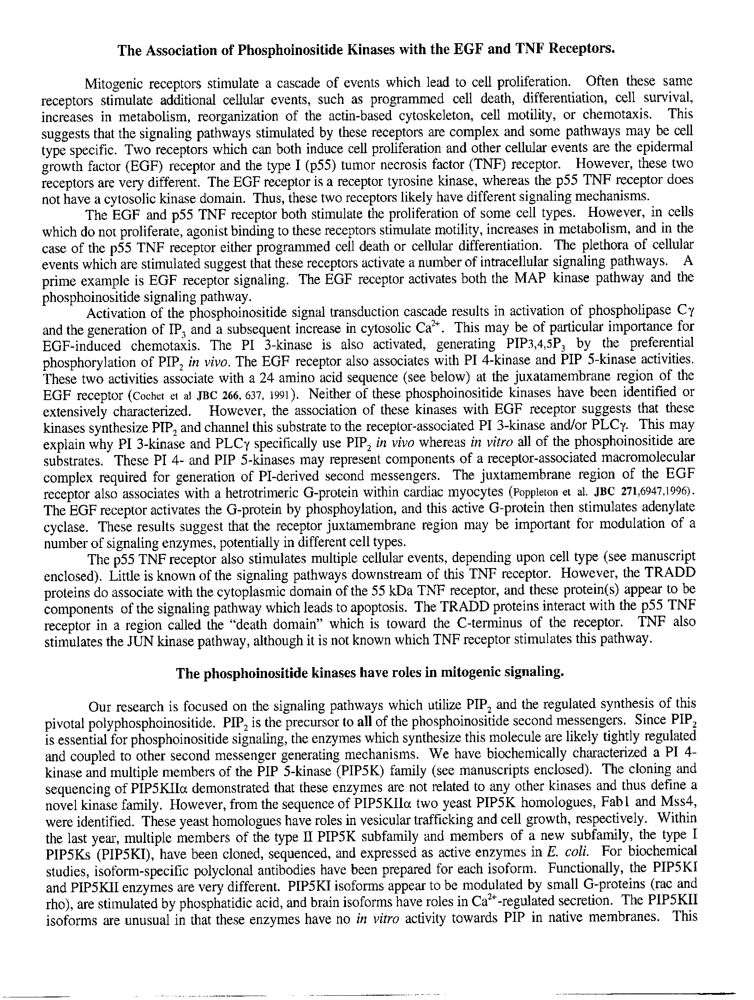 The Association of Phosphoinositide Kinases with the EGF and TNF Receptors.
Mitogenic receptors stimulate a cascade of events which lead to cell proliferation. Often these same
receptors stimulate additional cellular events, such as programmed cell death, differentiation, cell survival,
increases in metabolism, reorganization of the actin-based cytoskeleton, cell motility, or chemotaxis. This
suggests that the signaling pathways stimulated by these receptors are complex and some pathways may be cell
type specific. Two receptors which can both induce cell proliferation and other cellular events are the epidermal
growth factor (EGF) receptor and the type I (p55) tumor necrosis factor (TNF) receptor. However, these two
receptors are very different. The EGF receptor is a receptor tyrosine kinase, whereas the p55 TNF receptor does
not have a cytosolic kinase domain. Thus, these two receptors likely have different signaling mechanisms.
The EGF and p55 TNF receptor both stimulate the proliferation of some cell types. However, in cells
which do not proliferate, agonist binding to these receptors stimulate motility, increases in metabolism, and in the
case of the p55 TNF receptor either programmed cell death or cellular differentiation. The plethora of cellular
events which are stimulated suggest that these receptors activate a number of intracellular signaling pathways. A
prime example is EGF receptor signaling. The EGF receptor activates both the MAP kinase pathway and the
phosphoinositide signaling pathway.
Activation of the phosphoinositide signal transduction cascade results in activation of phospholipase Cγ
and the generation of IP₃ and a subsequent increase in cytosolic Ca²⁺. This may be of particular importance for
EGF-induced chemotaxis. The PI 3-kinase is also activated, generating PIP3,4,5P₃ by the preferential
phosphorylation of PIP₂ in vivo. The EGF receptor also associates with PI 4-kinase and PIP 5-kinase activities.
These two activities associate with a 24 amino acid sequence (see below) at the juxatamembrane region of the
EGF receptor (Cochet et al JBC 266, 637, 1991). Neither of these phosphoinositide kinases have been identified or
extensively characterized. However, the association of these kinases with EGF receptor suggests that these
kinases synthesize PIP₂ and channel this substrate to the receptor-associated PI 3-kinase and/or PLCγ. This may
explain why PI 3-kinase and PLCγ specifically use PIP₂ in vivo whereas in vitro all of the phosphoinositide are
substrates. These PI 4- and PIP 5-kinases may represent components of a receptor-associated macromolecular
complex required for generation of PI-derived second messengers. The juxtamembrane region of the EGF
receptor also associates with a hetrotrimeric G-protein within cardiac myocytes (Poppleton et al. JBC 271,6947,1996).
The EGF receptor activates the G-protein by phosphoylation, and this active G-protein then stimulates adenylate
cyclase. These results suggest that the receptor juxtamembrane region may be important for modulation of a
number of signaling enzymes, potentially in different cell types.
The p55 TNF receptor also stimulates multiple cellular events, depending upon cell type (see manuscript
enclosed). Little is known of the signaling pathways downstream of this TNF receptor. However, the TRADD
proteins do associate with the cytoplasmic domain of the 55 kDa TNF receptor, and these protein(s) appear to be
components of the signaling pathway which leads to apoptosis. The TRADD proteins interact with the p55 TNF
receptor in a region called the “death domain” which is toward the C-terminus of the receptor. TNF also
stimulates the JUN kinase pathway, although it is not known which TNF receptor stimulates this pathway.
The phosphoinositide kinases have roles in mitogenic signaling.
Our research is focused on the signaling pathways which utilize PIP₂ and the regulated synthesis of this
pivotal polyphosphoinositide. PIP₂ is the precursor to all of the phosphoinositide second messengers. Since PIP₂
is essential for phosphoinositide signaling, the enzymes which synthesize this molecule are likely tightly regulated
and coupled to other second messenger generating mechanisms. We have biochemically characterized a PI 4-
kinase and multiple members of the PIP 5-kinase (PIP5K) family (see manuscripts enclosed). The cloning and
sequencing of PIP5KIIα demonstrated that these enzymes are not related to any other kinases and thus define a
novel kinase family. However, from the sequence of PIP5KIIα two yeast PIP5K homologues, Fab1 and Mss4,
were identified. These yeast homologues have roles in vesicular trafficking and cell growth, respectively. Within
the last year, multiple members of the type II PIP5K subfamily and members of a new subfamily, the type I
PIP5Ks (PIP5KI), have been cloned, sequenced, and expressed as active enzymes in E. coli. For biochemical
studies, isoform-specific polyclonal antibodies have been prepared for each isoform. Functionally, the PIP5KI
and PIP5KII enzymes are very different. PIP5KI isoforms appear to be modulated by small G-proteins (rac and
rho), are stimulated by phosphatidic acid, and brain isoforms have roles in Ca²⁺-regulated secretion. The PIP5KII
isoforms are unusual in that these enzymes have no in vitro activity towards PIP in native membranes. This